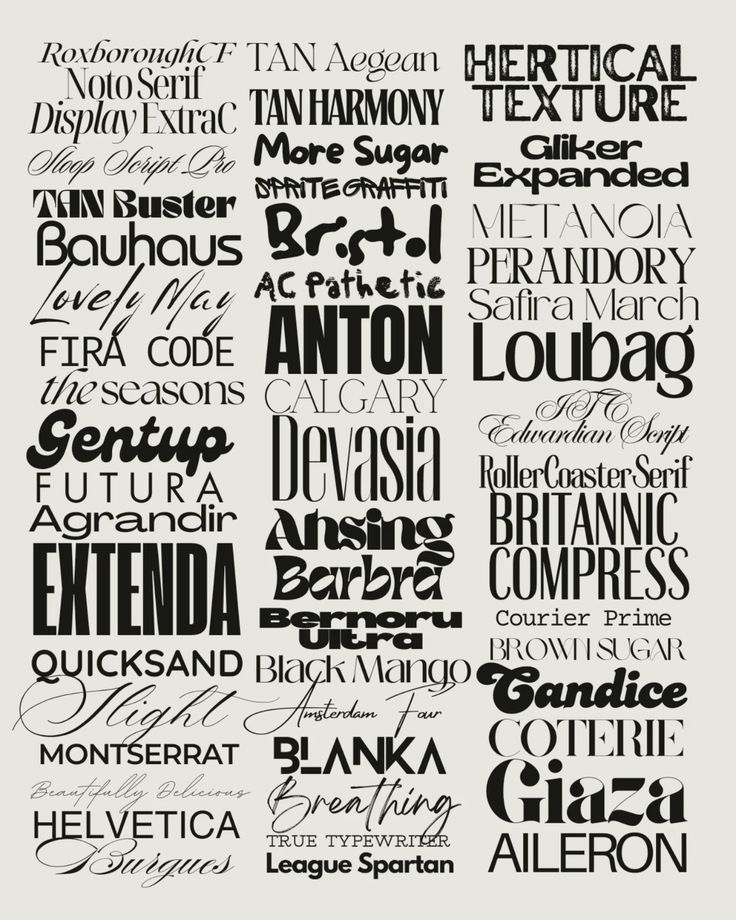 RoxboroughCF
Noto Serif
Display ExtraC
Sloop Script Pro
TAN Buster
Bauhaus
Lovely May
FIRA CODE
the seasons
Gentup
FUTURA
Agrandir
EXTENDA
QUICKSAND
Slight
MONTSERRAT
Beautifully Delicious
HELVETICA
Burgues
TAN Aegean
TAN HARMONY
More Sugar
SPRITE GRAFFITI
Bristol
AC Pathetic
ANTON
CALGARY
Devasia
Ahsing
Barbra
Bernoru
Ultra
Black Mango
Amsterdam Four
BLANKA
Breathing
TRUE TYPEWRITER
League Spartan
HERTICAL
TEXTURE
Gliker
Expanded
METANOIA
PERANDORY
Safira March
Loubag
ITC
Edwardian Script
RollerCoaster Serif
BRITANNIC
COMPRESS
Courier Prime
BROWN SUGAR
Candice
COTERIE
Giaza
AILERON